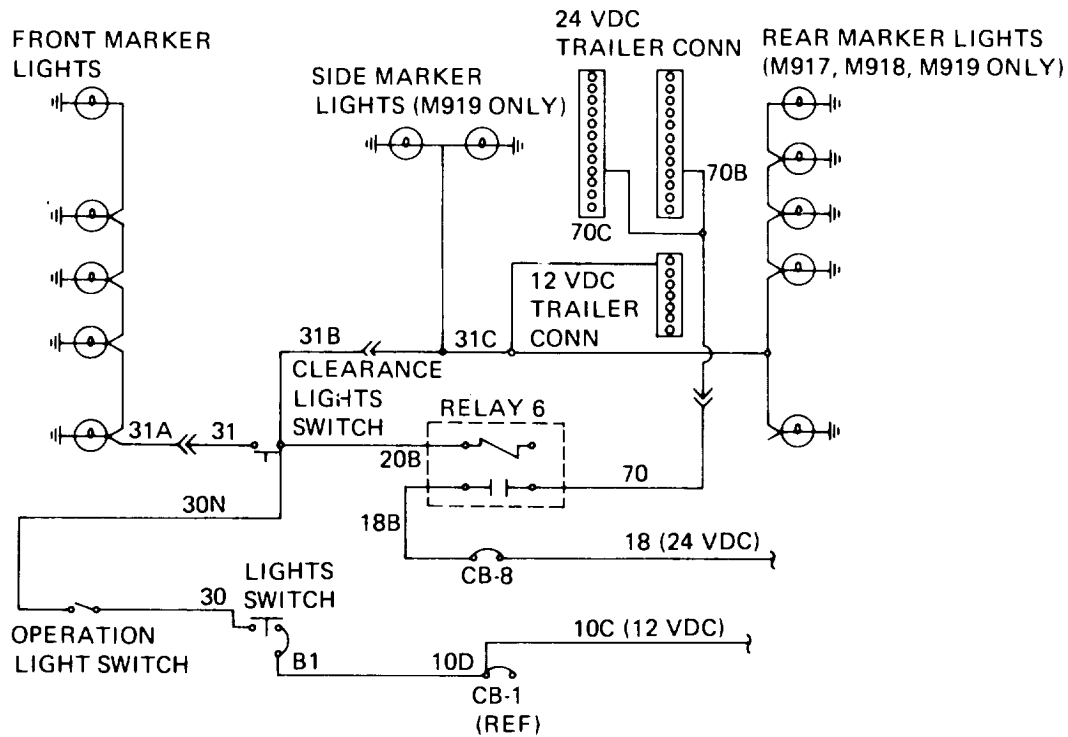 FRONT MARKER
LIGHTS
SIDE MARKER
LIGHTS (M919 ONLY)
24 VDC
TRAILER CONN
REAR MARKER LIGHTS
(M917, M918, M919 ONLY)
70B
70C
12 VDC
TRAILER
CONN
31B
31C
CLEARANCE
LIGHTS
SWITCH
31A
31
RELAY 6
20B
70
30N
18B
18 (24 VDC)
CB-8
LIGHTS
SWITCH
30
OPERATION
LIGHT SWITCH
10C (12 VDC)
B1
10D
CB-1
(REF)